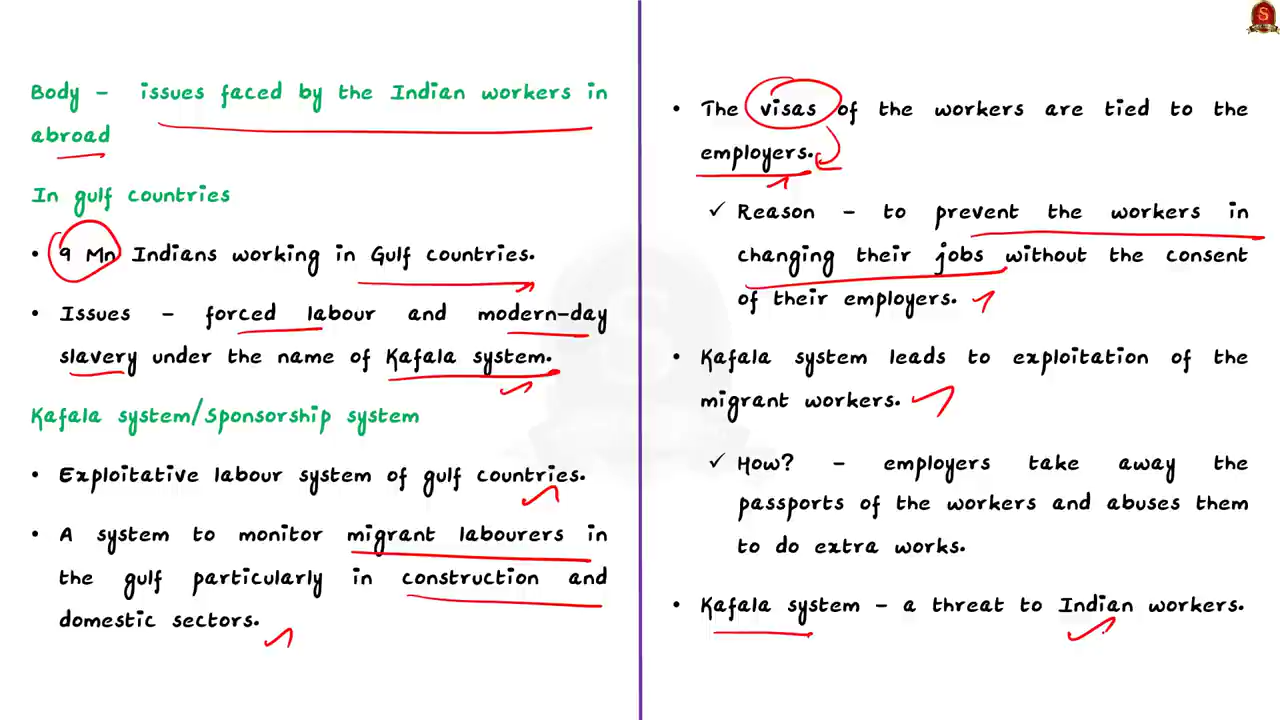 Body - issues faced by the Indian workers in
abroad
In gulf countries
• 9 Mn Indians working in Gulf countries.
• Issues - forced labour and modern-day
slavery under the name of Kafala system.
Kafala system/Sponsorship system
• Exploitative labour system of gulf countries.
• A system to monitor migrant labourers in
the gulf particularly in construction and
domestic sectors.
• The visas of the workers are tied to the
employers.
✓ Reason - to prevent the workers in
changing their jobs without the consent
of their employers.
• Kafala system leads to exploitation of the
migrant workers.
✓ How? - employers take away the
passports of the workers and abuses them
to do extra works.
• Kafala system - a threat to Indian workers.